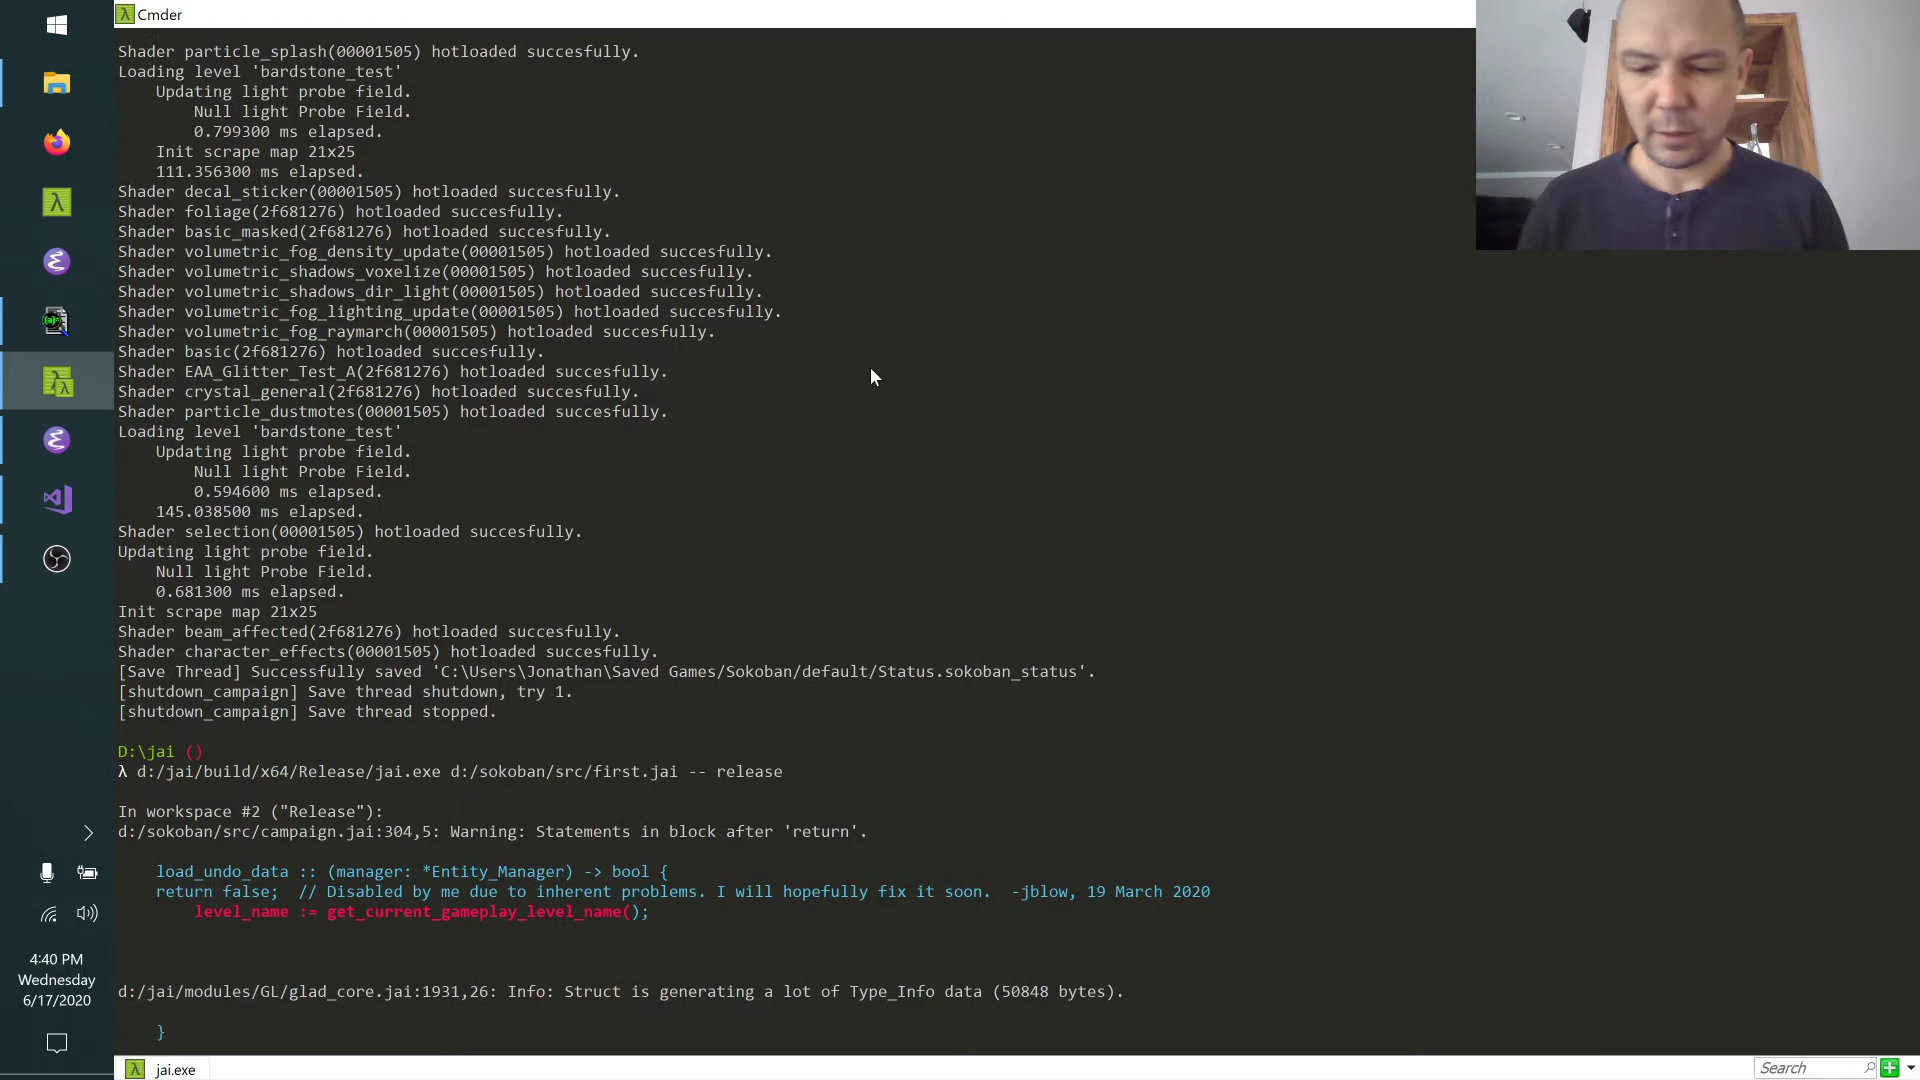 Cmder
Shader particle_splash(00001505) hotloaded succesfully.
Loading level 'bardstone_test'
Updating light probe field.
Null light Probe Field.
0.799300 ms elapsed.
Init scrape map 21x25
111.356300 ms elapsed.
Shader decal_sticker(00001505) hotloaded succesfully.
Shader foliage(2f681276) hotloaded succesfully.
Shader basic_masked(2f681276) hotloaded succesfully.
Shader volumetric_fog_density_update(00001505) hotloaded succesfully.
Shader volumetric_shadows_voxelize(00001505) hotloaded succesfully.
Shader volumetric_shadows_dir_light(00001505) hotloaded succesfully.
Shader volumetric_fog_lighting_update(00001505) hotloaded succesfully.
Shader volumetric_fog_raymarch(00001505) hotloaded succesfully.
Shader basic(2f681276) hotloaded succesfully.
Shader EAA_Glitter_Test_A(2f681276) hotloaded succesfully.
Shader crystal_general(2f681276) hotloaded succesfully.
Shader particle_dustmotes(00001505) hotloaded succesfully.
Loading level 'bardstone_test'
Updating light probe field.
Null light Probe Field.
0.594600 ms elapsed.
145.038500 ms elapsed.
Shader selection(00001505) hotloaded succesfully.
Updating light probe field.
Null light Probe Field.
0.681300 ms elapsed.
Init scrape map 21x25
Shader beam_affected(2f681276) hotloaded succesfully.
Shader character_effects(00001505) hotloaded succesfully.
[Save Thread] Successfully saved 'C:\Users\Jonathan\Saved Games/Sokoban/default/Status.sokoban_status'.
[shutdown_campaign] Save thread shutdown, try 1.
[shutdown_campaign] Save thread stopped.
D:\jai ()
λ d:/jai/build/x64/Release/jai.exe d:/sokoban/src/first.jai -- release
In workspace #2 ("Release"):
d:/sokoban/src/campaign.jai:304,5: Warning: Statements in block after 'return'.
load_undo_data :: (manager: *Entity_Manager) -> bool {
return false;  // Disabled by me due to inherent problems. I will hopefully fix it soon.  -jblow, 19 March 2020
level_name := get_current_gameplay_level_name();
d:/jai/modules/GL/glad_core.jai:1931,26: Info: Struct is generating a lot of Type_Info data (50848 bytes).
}
4:40 PM
Wednesday
6/17/2020
jai.exe
Search